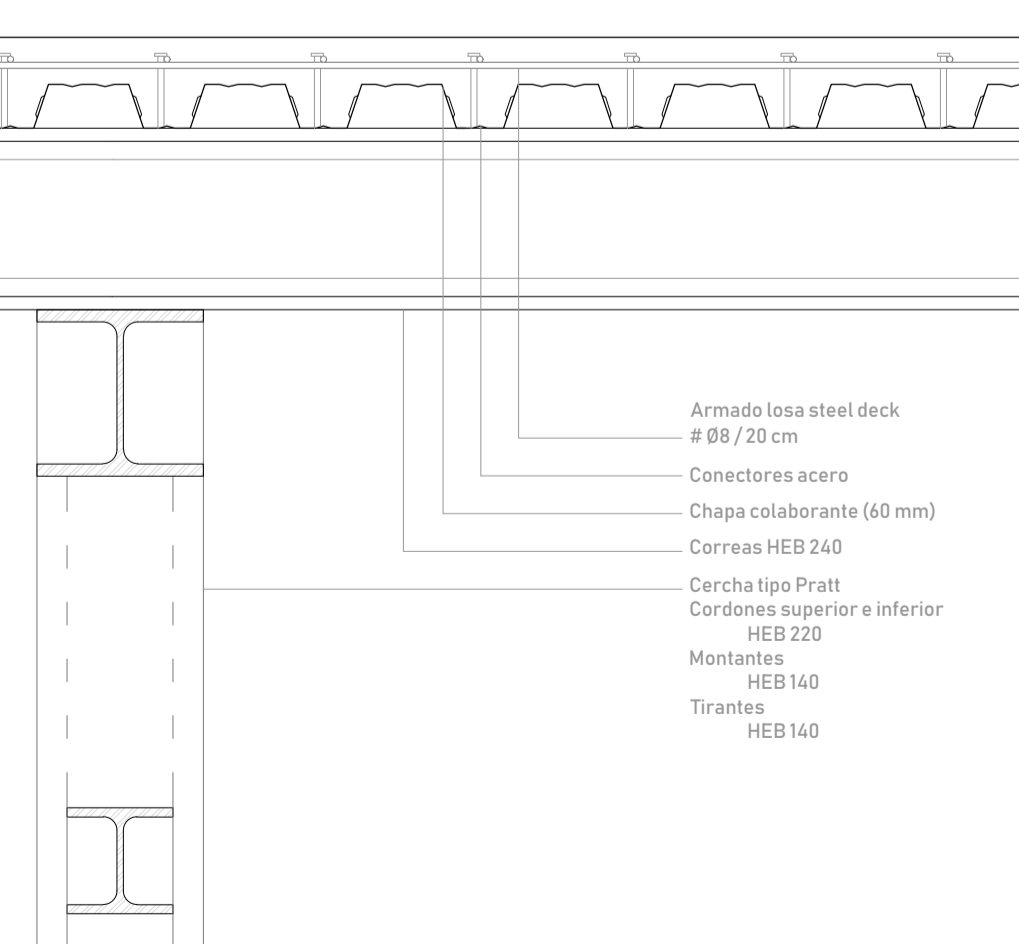 Armado losa steel deck
# Ø8 / 20 cm
Conectores acero
Chapa colaborante (60 mm)
Correas HEB 240
Cercha tipo Pratt
Cordones superior e inferior
HEB 220
Montantes
HEB 140
Tirantes
HEB 140